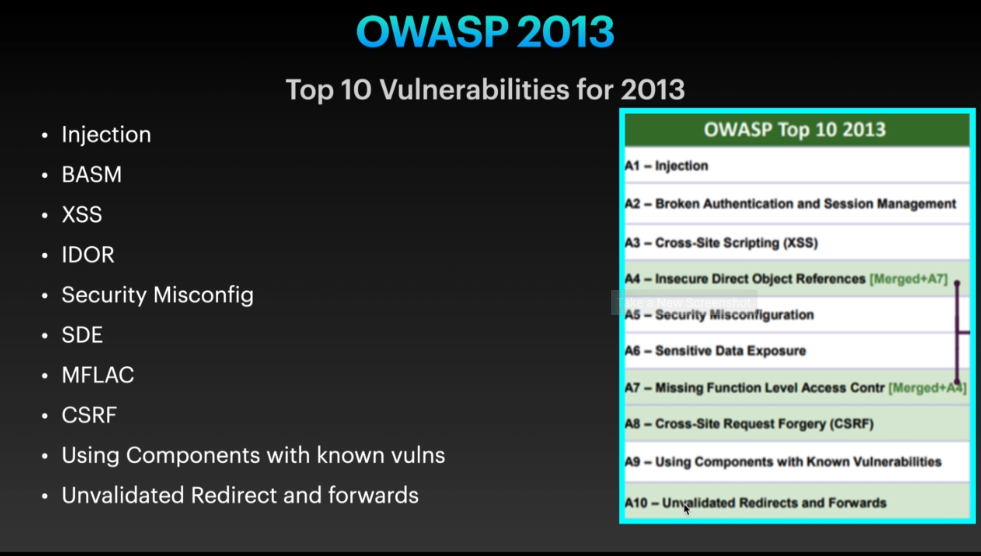 OWASP 2013
Top 10 Vulnerabilities for 2013
• Injection
• BASM
• XSS
• IDOR
• Security Misconfig
• SDE
• MFLAC
• CSRF
• Using Components with known vulns
• Unvalidated Redirect and forwards
OWASP Top 10 2013
A1 – Injection
A2 – Broken Authentication and Session Management
A3 – Cross-Site Scripting (XSS)
A4 – Insecure Direct Object References [Merged+A7]
Take a New Screenshot
A5 – Security Misconfiguration
A6 – Sensitive Data Exposure
A7 – Missing Function Level Access Contr [Merged+A4]
A8 – Cross-Site Request Forgery (CSRF)
A9 – Using Components with Known Vulnerabilities
A10 – Unvalidated Redirects and Forwards